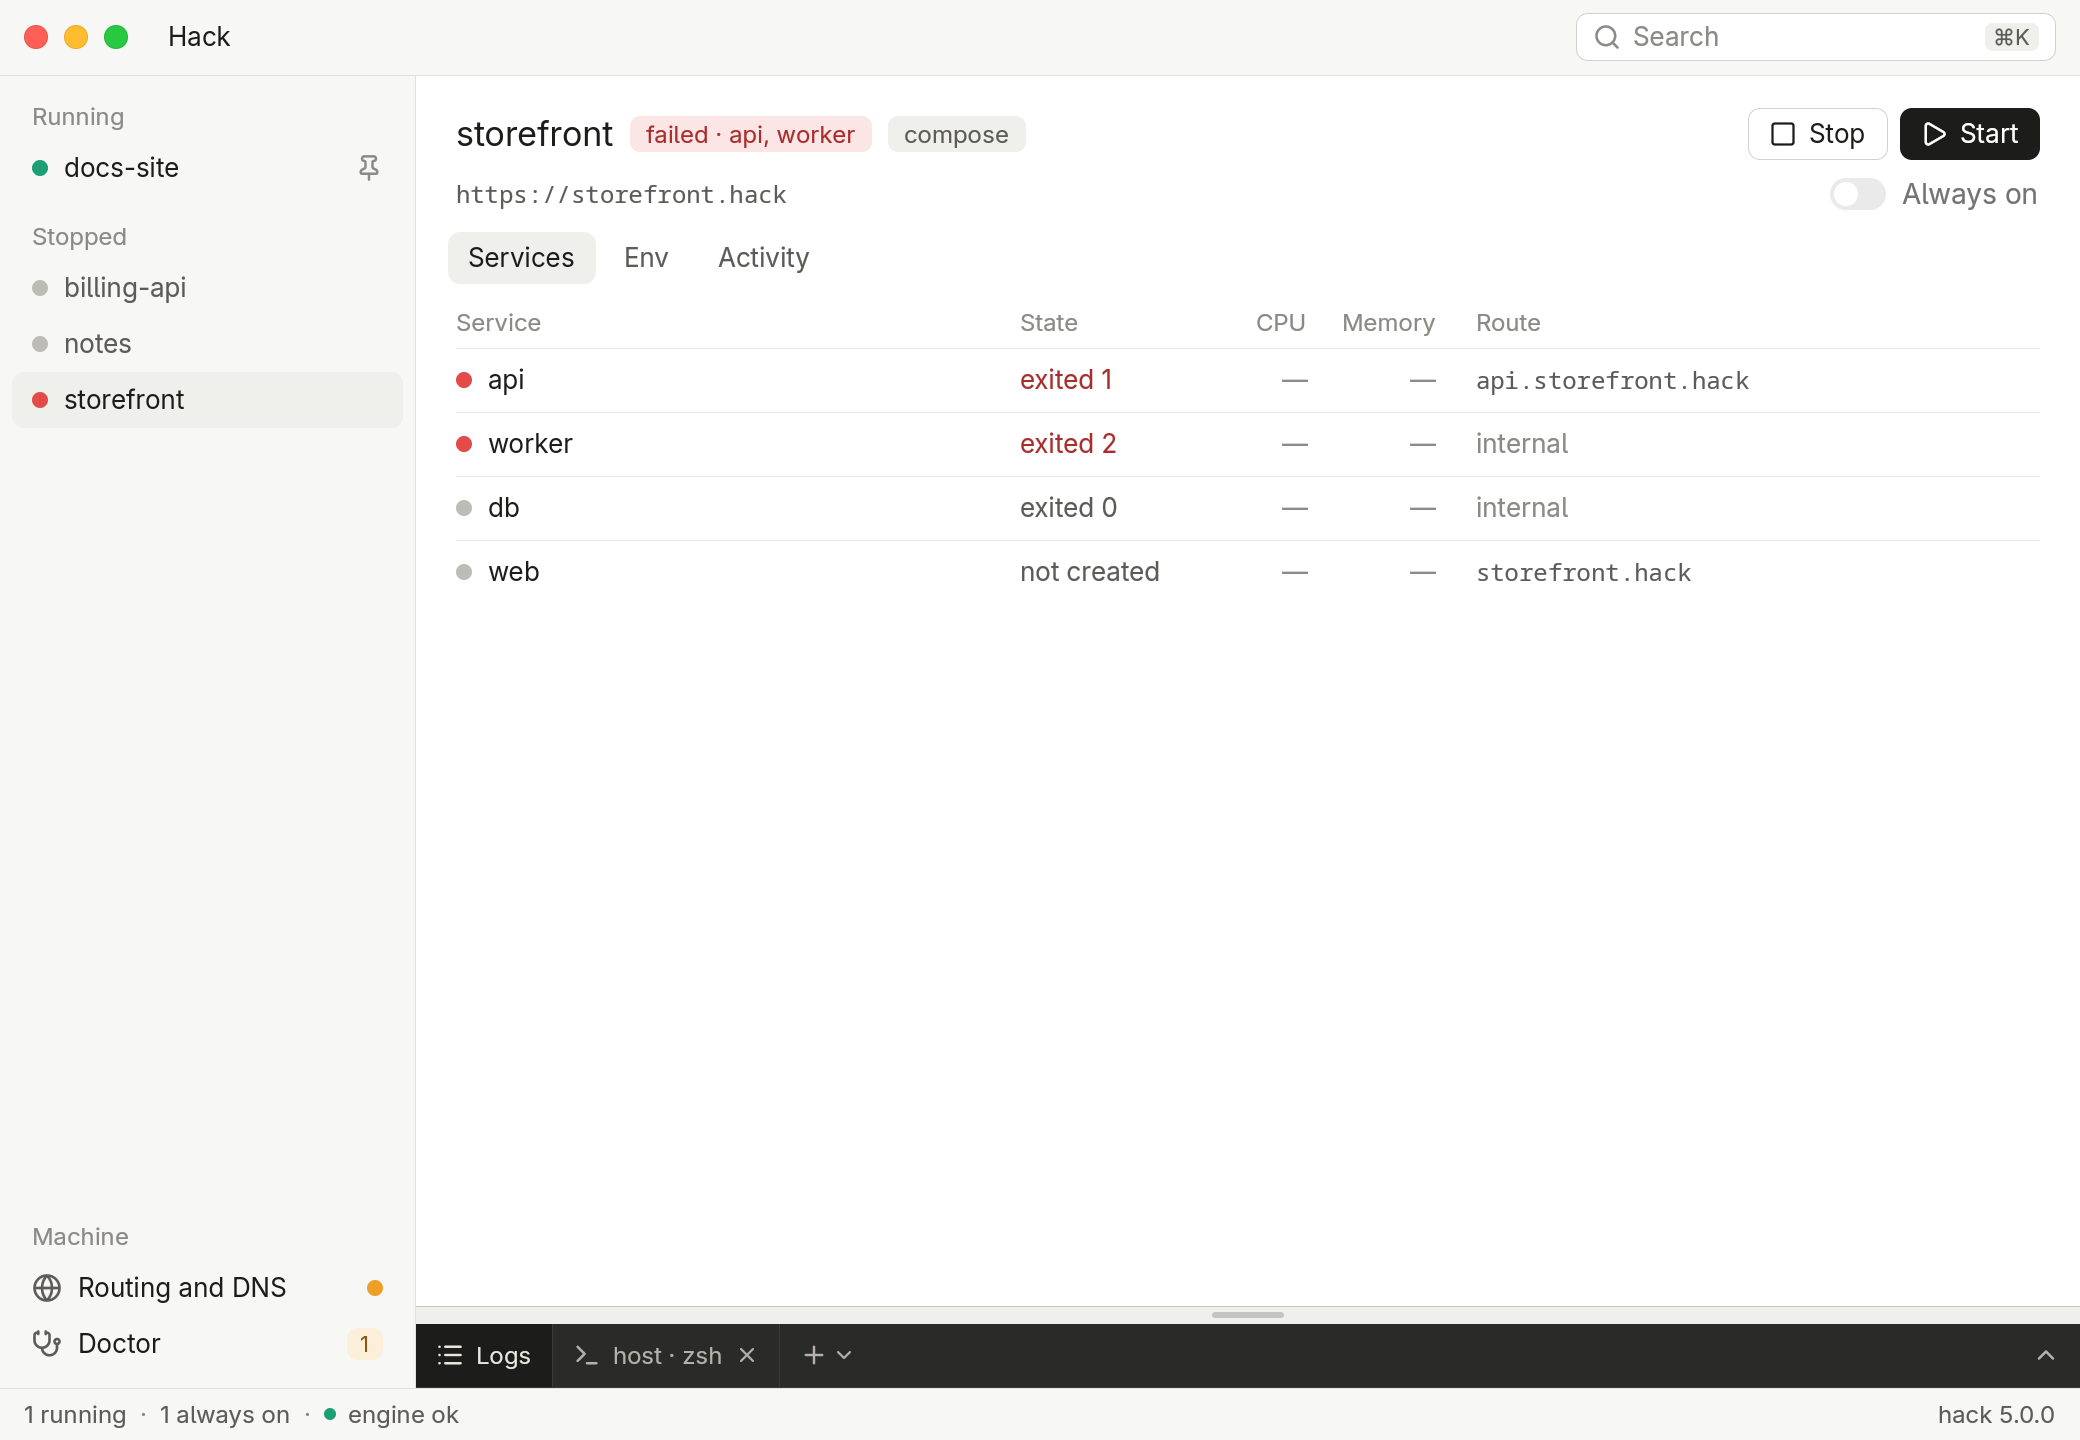 Hack
Search ⌘K
Running
docs-site
Stopped
billing-api
notes
storefront
Machine
Routing and DNS
Doctor 1
storefront failed · api, worker compose
Stop Start
https://storefront.hack
Always on
Services Env Activity
Service State CPU Memory Route
api exited 1 — — api.storefront.hack
worker exited 2 — — internal
db exited 0 — — internal
web not created — — storefront.hack
Logs host · zsh
1 running · 1 always on · engine ok
hack 5.0.0